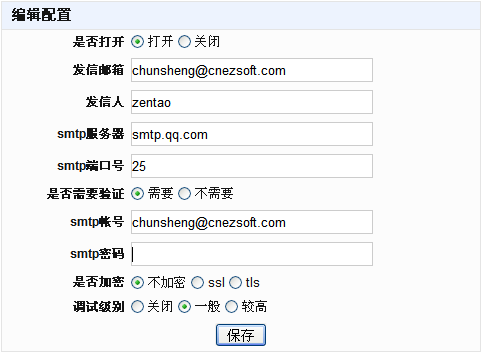 编辑配置
是否打开 打开 关闭
发信邮箱 chunsheng@cnezsoft.com
发信人 zentao
smtp服务器 smtp.qq.com
smtp端口号 25
是否需要验证 需要 不需要
smtp帐号 chunsheng@cnezsoft.com
smtp密码
是否加密 不加密 ssl tls
调试级别 关闭 一般 较高
保存